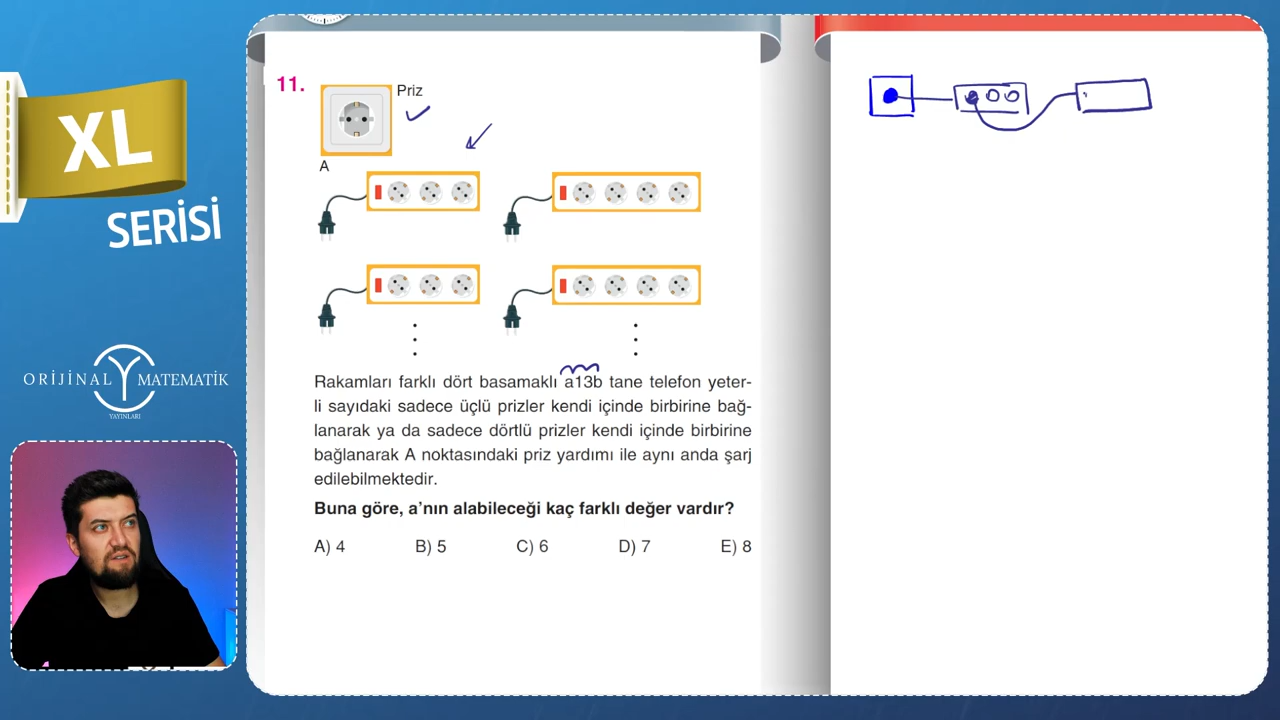 XL
SERİSİ
ORİJİNAL MATEMATİK
YAYINLARI
11.
Priz
A
Rakamları farklı dört basamaklı a13b tane telefon yeter-
li sayıdaki sadece üçlü prizler kendi içinde birbirine bağ-
lanarak ya da sadece dörtlü prizler kendi içinde birbirine
bağlanarak A noktasındaki priz yardımı ile aynı anda şarj
edilebilmektedir.
Buna göre, a’nın alabileceği kaç farklı değer vardır?
A) 4 B) 5 C) 6 D) 7 E) 8